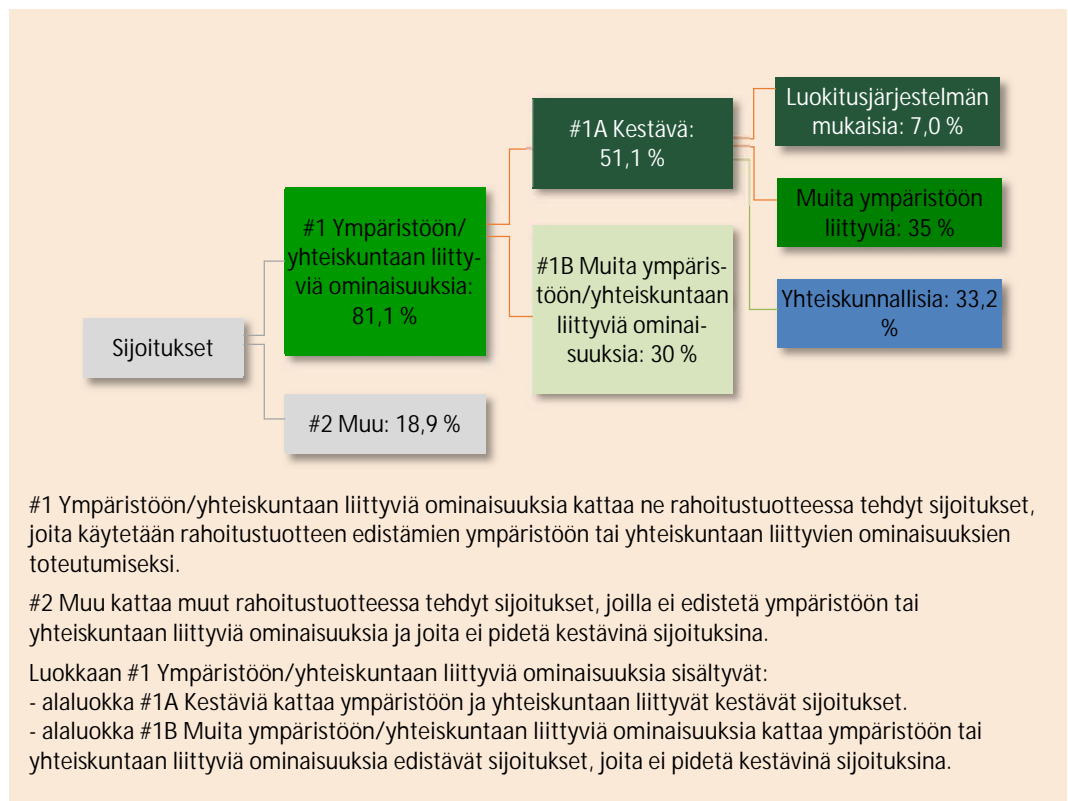 Sijoitukset
#1 Ympäristöön/
yhteiskuntaan liitty-
viä ominaisuuksia:
81,1 %
#2 Muu: 18,9 %
#1A Kestävä:
51,1 %
#1B Muita ympäris-
töön/yhteiskuntaan
liittyviä ominai-
suuksia: 30 %
Luokitusjärjestelmän
mukaisia: 7,0 %
Muita ympäristöön
liittyviä: 35 %
Yhteiskunnallisia: 33,2
%
#1 Ympäristöön/yhteiskuntaan liittyviä ominaisuuksia kattaa ne rahoitustuotteessa tehdyt sijoitukset,
joita käytetään rahoitustuotteen edistämien ympäristöön tai yhteiskuntaan liittyvien ominaisuuksien
toteutumiseksi.
#2 Muu kattaa muut rahoitustuotteessa tehdyt sijoitukset, joilla ei edistetä ympäristöön tai
yhteiskuntaan liittyviä ominaisuuksia ja joita ei pidetä kestävinä sijoituksina.
Luokkaan #1 Ympäristöön/yhteiskuntaan liittyviä ominaisuuksia sisältyvät:
- alaluokka #1A Kestäviä kattaa ympäristöön ja yhteiskuntaan liittyvät kestävät sijoitukset.
- alaluokka #1B Muita ympäristöön/yhteiskuntaan liittyviä ominaisuuksia kattaa ympäristöön tai
yhteiskuntaan liittyviä ominaisuuksia edistävät sijoitukset, joita ei pidetä kestävinä sijoituksina.